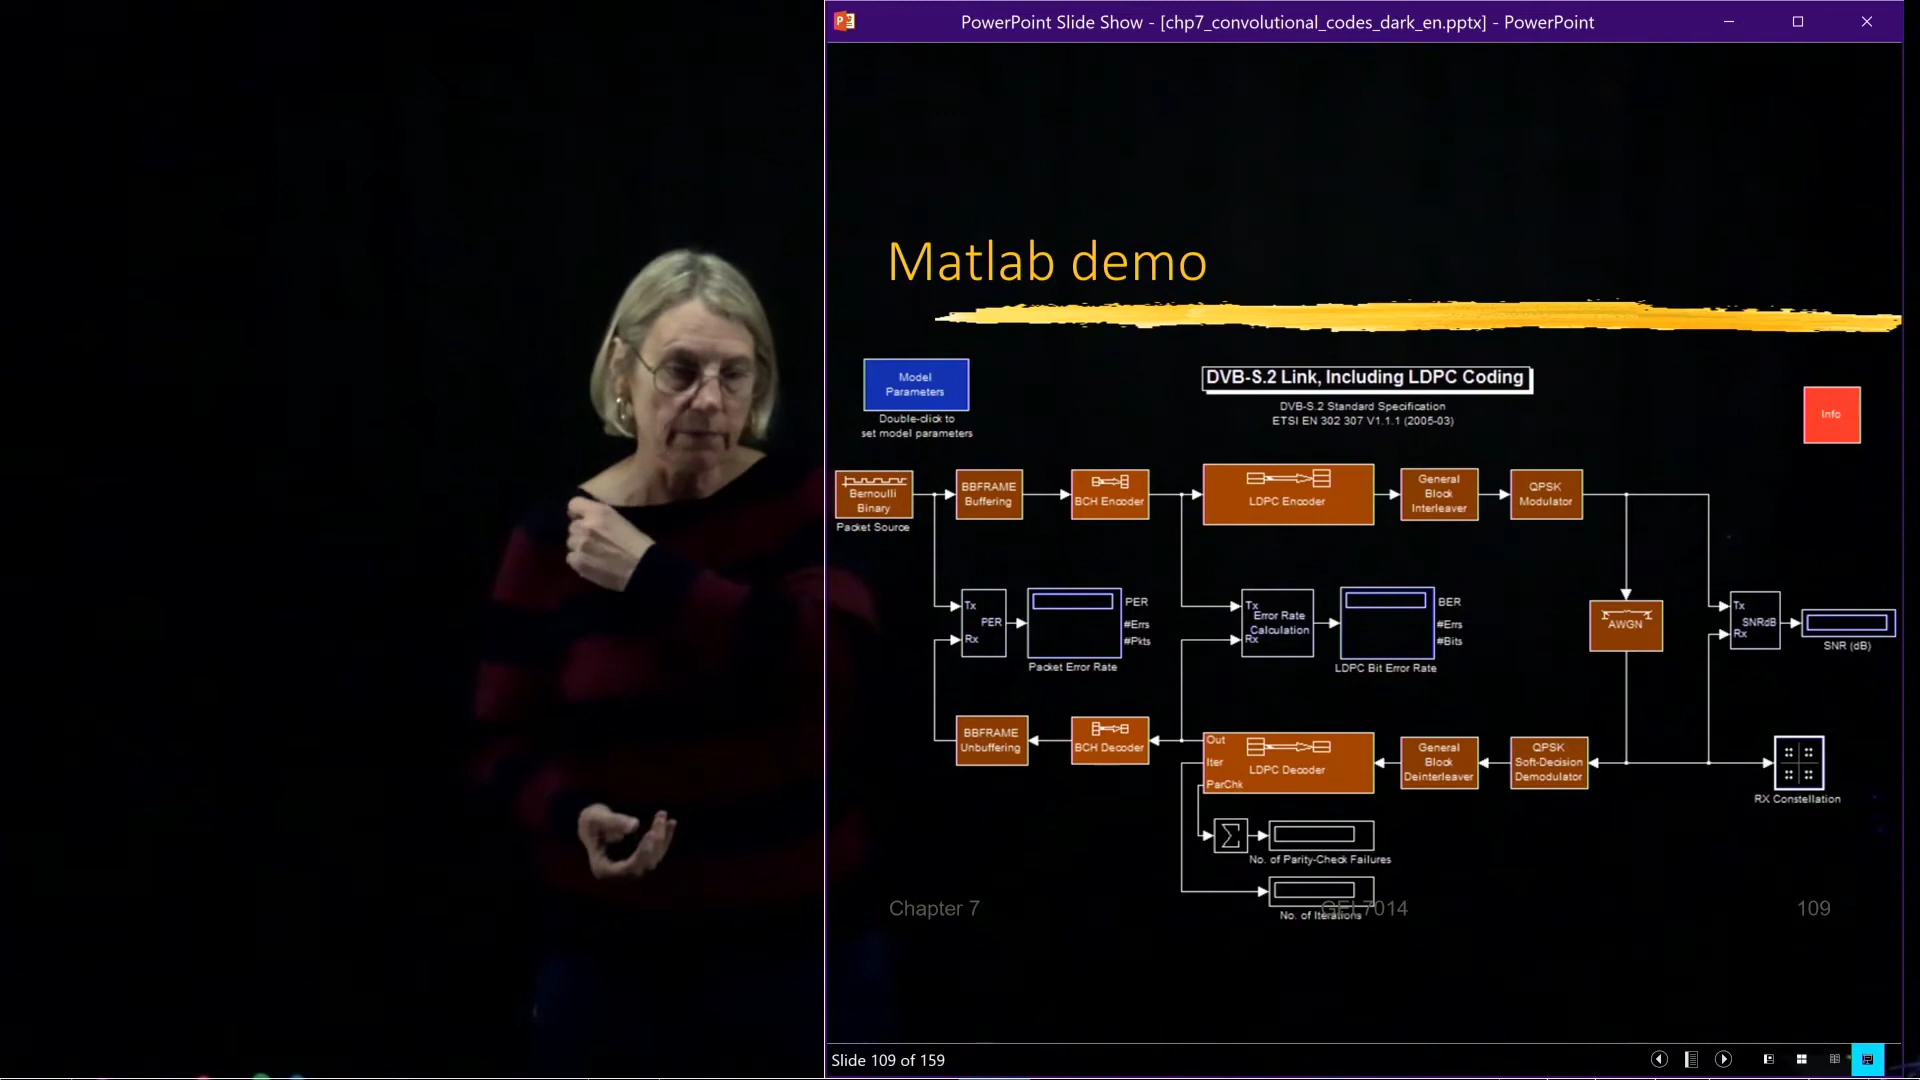 PowerPoint Slide Show - [chp7_convolutional_codes_dark_en.pptx] - PowerPoint
Matlab demo
Model
Parameters
Double-click to
set model parameters
DVB-S.2 Link, Including LDPC Coding
DVB-S.2 Standard Specification
ETSI EN 302 307 V1.1.1 (2005-03)
Info
Bernoulli
Binary
Packet Source
BBFRAME
Buffering
BCH Encoder
LDPC Encoder
General
Block
Interleaver
QPSK
Modulator
Tx
PER
Rx
PER
#Errs
#Pkts
Packet Error Rate
Tx
Error Rate
Calculation
Rx
BER
#Errs
#Bits
LDPC Bit Error Rate
AWGN
Tx
SNRdB
Rx
SNR (dB)
BBFRAME
Unbuffering
BCH Decoder
Out
Iter
LDPC Decoder
ParChk
General
Block
Deinterleaver
QPSK
Soft-Decision
Demodulator
RX Constellation
Σ
No. of Parity-Check Failures
No. of Iterations
Chapter 7
GEL7014
109
Slide 109 of 159